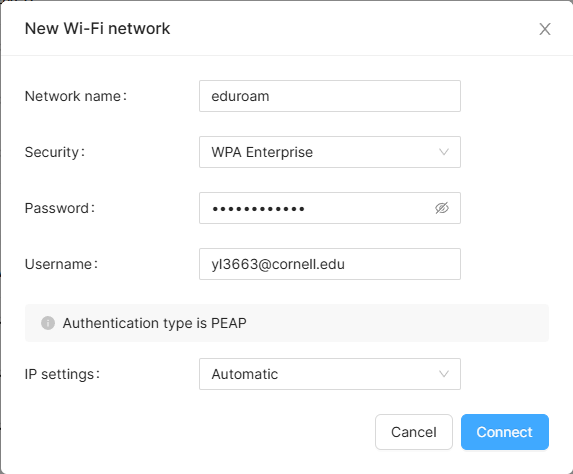 New Wi-Fi network
Network name:
eduroam
Security:
WPA Enterprise
Password:
••••••••••••
Username:
yl3663@cornell.edu
Authentication type is PEAP
IP settings:
Automatic
Cancel
Connect